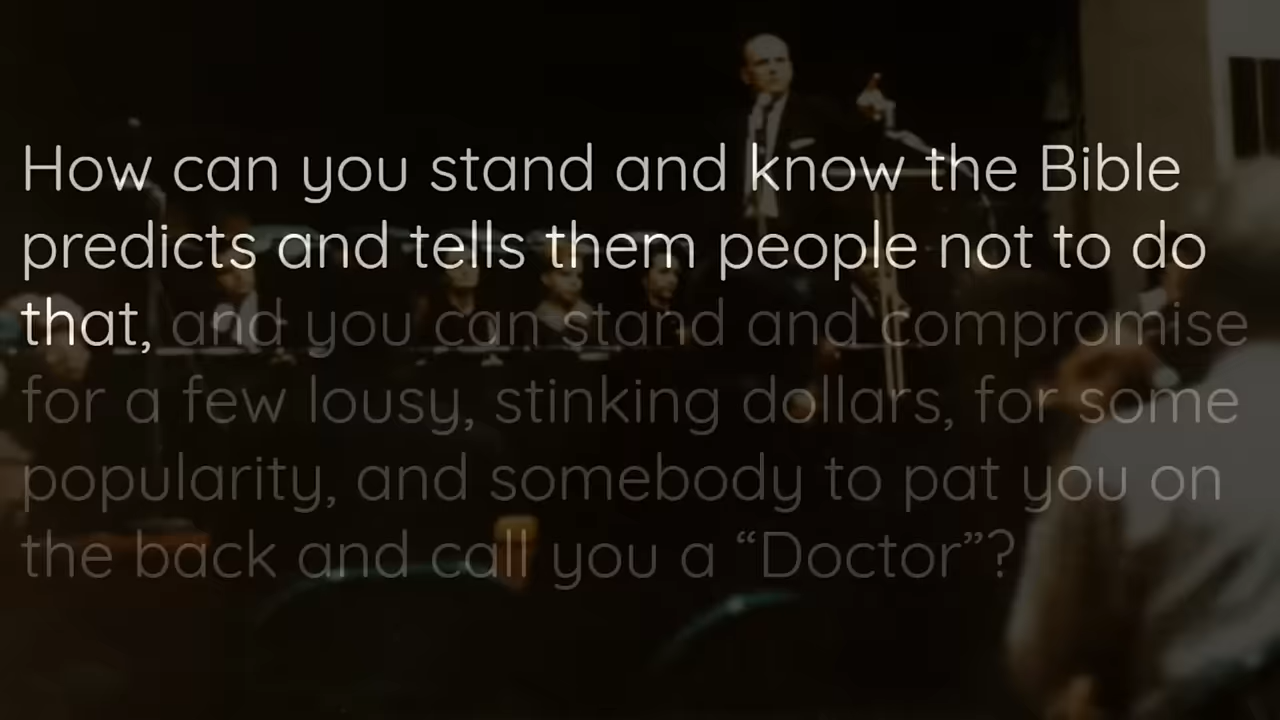 How can you stand and know the Bible
predicts and tells them people not to do
that, and you can stand and compromise
for a few lousy, stinking dollars, for some
popularity, and somebody to pat you on
the back and call you a “Doctor”?